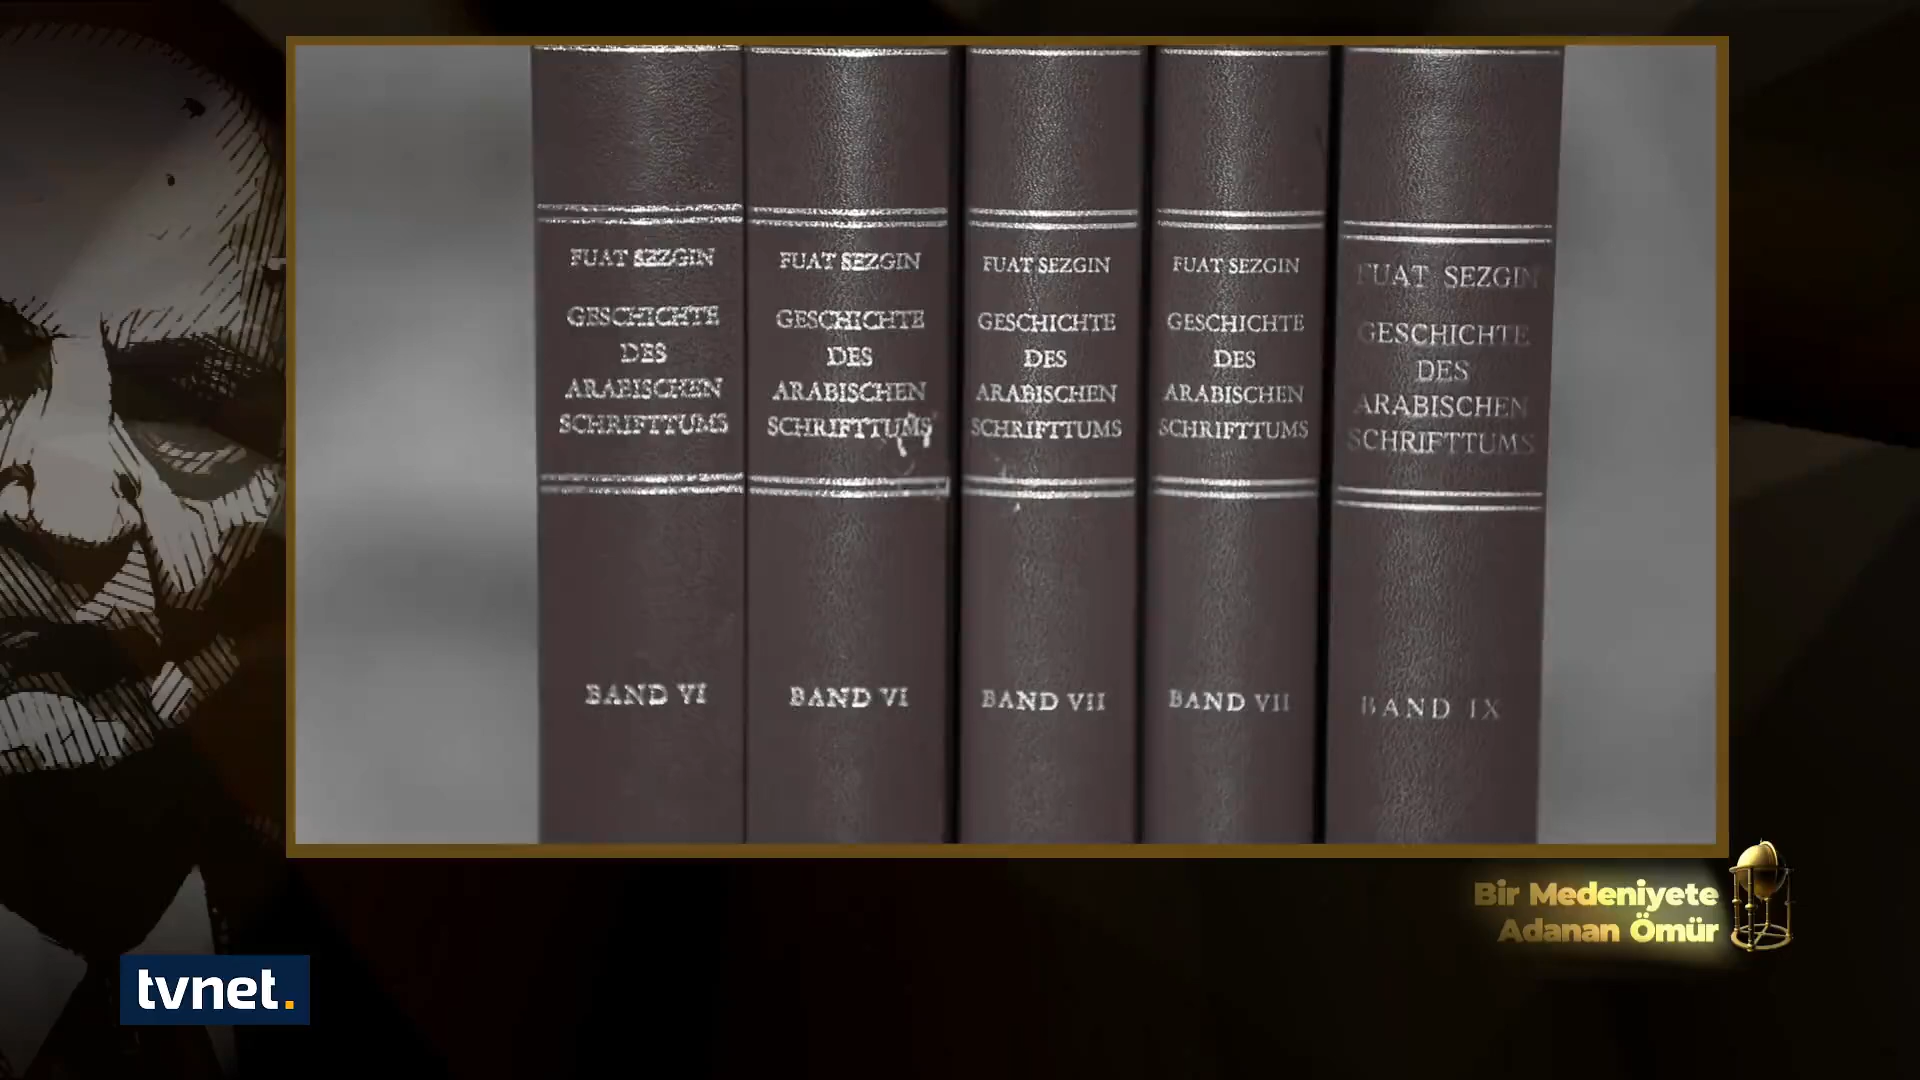 FUAT SEZGIN
GESCHICHTE
DES
ARABISCHEN
SCHRIFTTUMS
BAND VI
FUAT SEZGIN
GESCHICHTE
DES
ARABISCHEN
SCHRIFTTUMS
BAND VI
FUAT SEZGIN
GESCHICHTE
DES
ARABISCHEN
SCHRIFTTUMS
BAND VII
FUAT SEZGIN
GESCHICHTE
DES
ARABISCHEN
SCHRIFTTUMS
BAND VII
FUAT SEZGIN
GESCHICHTE
DES
ARABISCHEN
SCHRIFTTUMS
BAND IX
Bir Medeniyete
Adanan Ömür
tvnet.